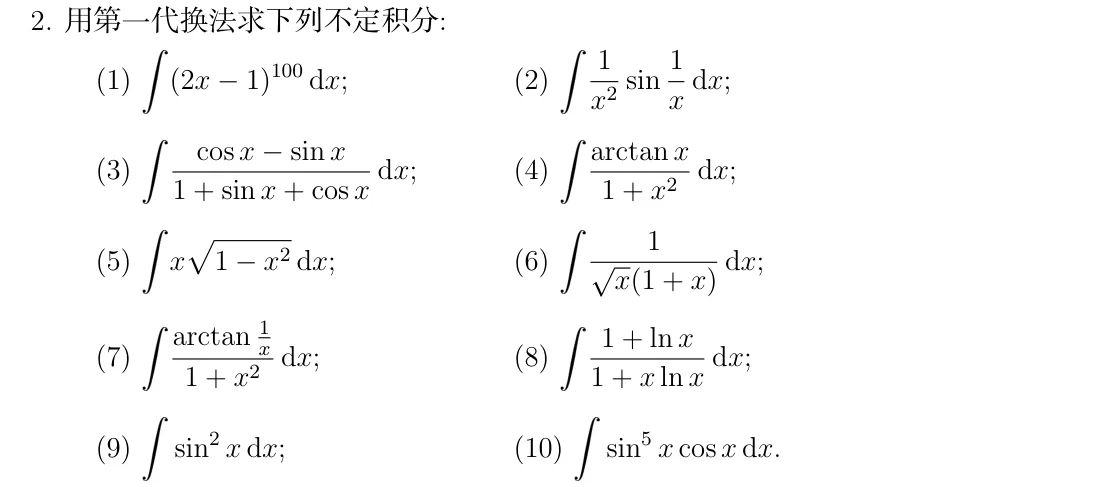 2. 用第一代换法求下列不定积分:
(1) ∫(2x − 1)^100 dx; (2) ∫ 1/x² sin 1/x dx;
(3) ∫ (cos x − sin x)/(1 + sin x + cos x) dx; (4) ∫ (arctan x)/(1 + x²) dx;
(5) ∫ x√(1 − x²) dx; (6) ∫ 1/(√x(1 + x)) dx;
(7) ∫ (arctan 1/x)/(1 + x²) dx; (8) ∫ (1 + ln x)/(1 + x ln x) dx;
(9) ∫ sin² x dx; (10) ∫ sin⁵ x cos x dx.